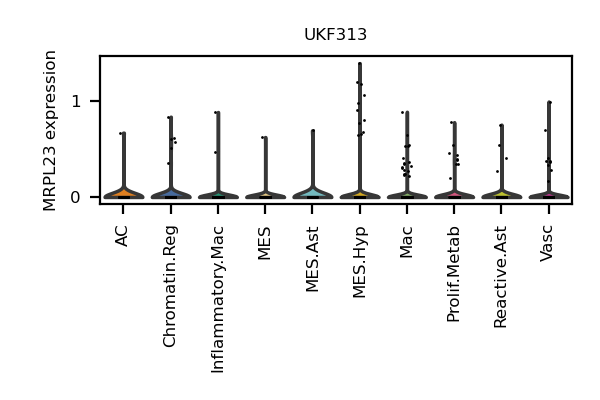 UKF313
MRPL23 expression
1
0
AC
Chromatin.Reg
Inflammatory.Mac
MES
MES.Ast
MES.Hyp
Mac
Prolif.Metab
Reactive.Ast
Vasc